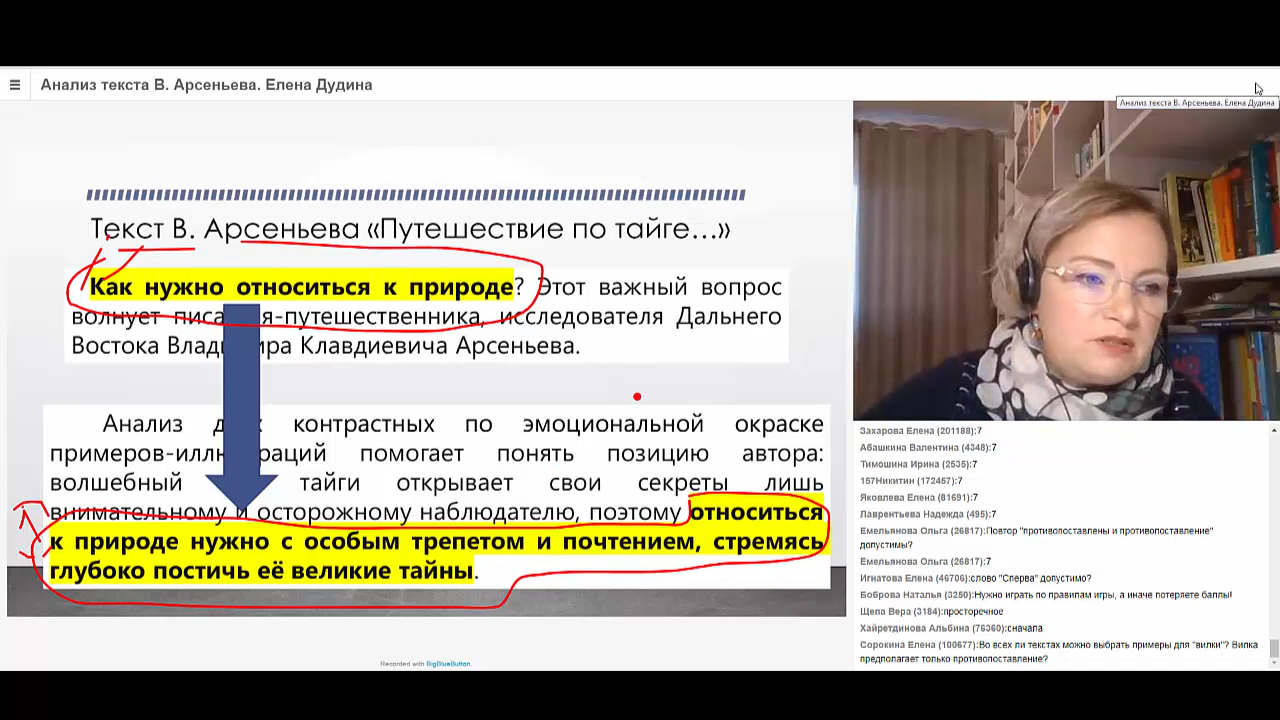 Анализ текста В. Арсеньева. Елена Дудина
Анализ текста В. Арсеньева. Елена Дудина
Текст В. Арсеньева «Путешествие по тайге…»
Как нужно относиться к природе? Этот важный вопрос
волнует я-путешественника, исследователя Дальнего
Востока Клавдиевича Арсеньева.
Анализ контрастных по эмоциональной окраске
помогает понять позицию автора:
волшебный тайги открывает свои секреты лишь
внимательному и осторожному наблюдателю, поэтому относиться
к природе нужно с особым трепетом и почтением, стремясь
глубоко постичь её великие тайны.
Захарова Елена (201188):7
Абашкина Валентина (4348):7
Тимошина Ирина (2535):7
157Никитин (172457):7
Яковлева Елена (81691):7
Лаврентьева Надежда (495):7
Емельянова Ольга (26817):Повтор "противопоставлены и противопоставление"
допустимы?
Емельянова Ольга (26817):7
Игнатова Елена (46706):слово "Сперва" допустимо?
Боброва Наталья (3250):Нужно играть по правипам игры, а иначе потеряете баллы!
Щепа Вера (3184):просторечное
Хайретдинова Альбина (76360):сначала
Сорокина Елена (100677):Во всех ли текстах можно выбрать примеры для "вилки"? Вилка
предполагает только противопоставление?
Recorded with BigBlueButton.